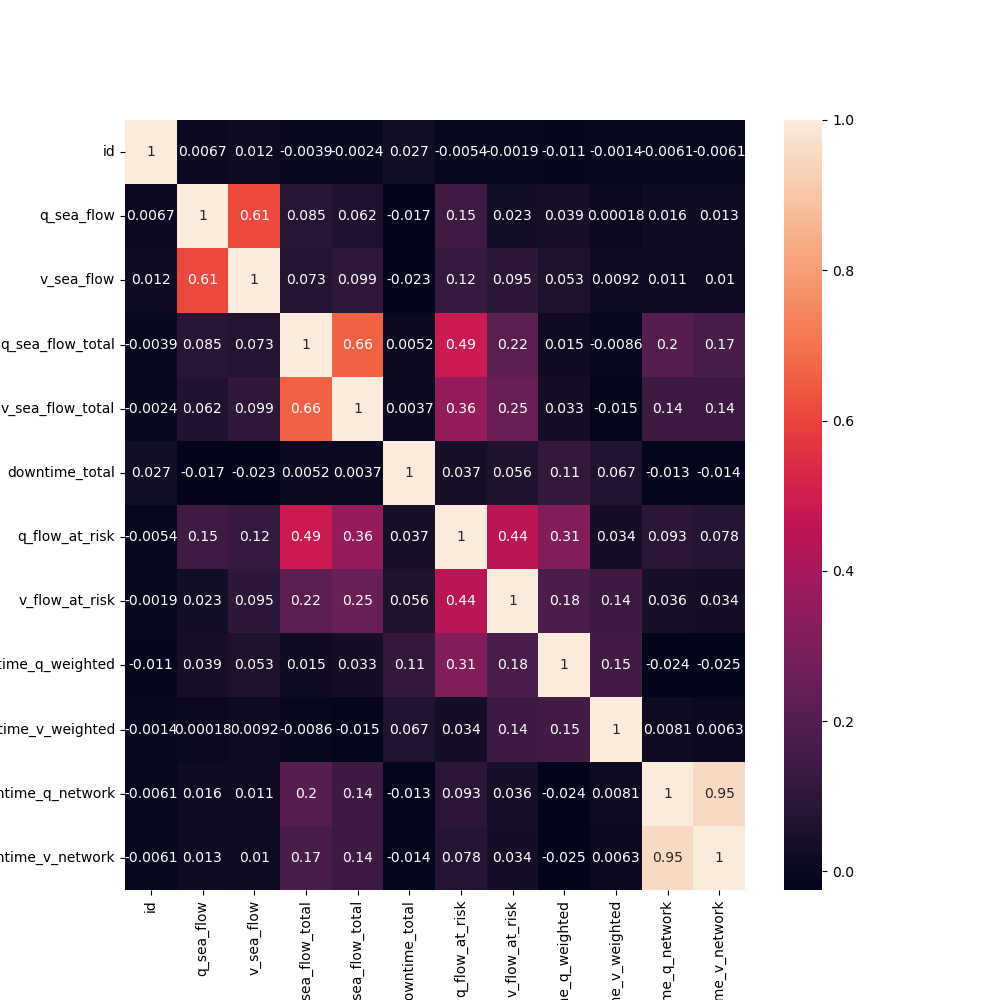 id 1 0.0067 0.012 -0.0039 -0.0024 0.027 -0.0054 -0.0019 -0.011 -0.0014 -0.0061 -0.0061
q_sea_flow 0.0067 1 0.61 0.085 0.062 -0.017 0.15 0.023 0.039 0.00018 0.016 0.013
v_sea_flow 0.012 0.61 1 0.073 0.099 -0.023 0.12 0.095 0.053 0.0092 0.011 0.01
q_sea_flow_total -0.0039 0.085 0.073 1 0.66 0.0052 0.49 0.22 0.015 -0.0086 0.2 0.17
v_sea_flow_total -0.0024 0.062 0.099 0.66 1 0.0037 0.36 0.25 0.033 -0.015 0.14 0.14
downtime_total 0.027 -0.017 -0.023 0.0052 0.0037 1 0.037 0.056 0.11 0.067 -0.013 -0.014
q_flow_at_risk -0.0054 0.15 0.12 0.49 0.36 0.037 1 0.44 0.31 0.034 0.093 0.078
v_flow_at_risk -0.0019 0.023 0.095 0.22 0.25 0.056 0.44 1 0.18 0.14 0.036 0.034
time_q_weighted -0.011 0.039 0.053 0.015 0.033 0.11 0.31 0.18 1 0.15 -0.024 -0.025
time_v_weighted -0.0014 0.00018 0.0092 -0.0086 -0.015 0.067 0.034 0.14 0.15 1 0.0081 0.0063
ntime_q_network -0.0061 0.016 0.011 0.2 0.14 -0.013 0.093 0.036 -0.024 0.0081 1 0.95
ntime_v_network -0.0061 0.013 0.01 0.17 0.14 -0.014 0.078 0.034 -0.025 0.0063 0.95 1
id
q_sea_flow
v_sea_flow
sea_flow_total
sea_flow_total
owntime_total
q_flow_at_risk
v_flow_at_risk
ne_q_weighted
ne_v_weighted
me_q_network
me_v_network
1.0
0.8
0.6
0.4
0.2
0.0